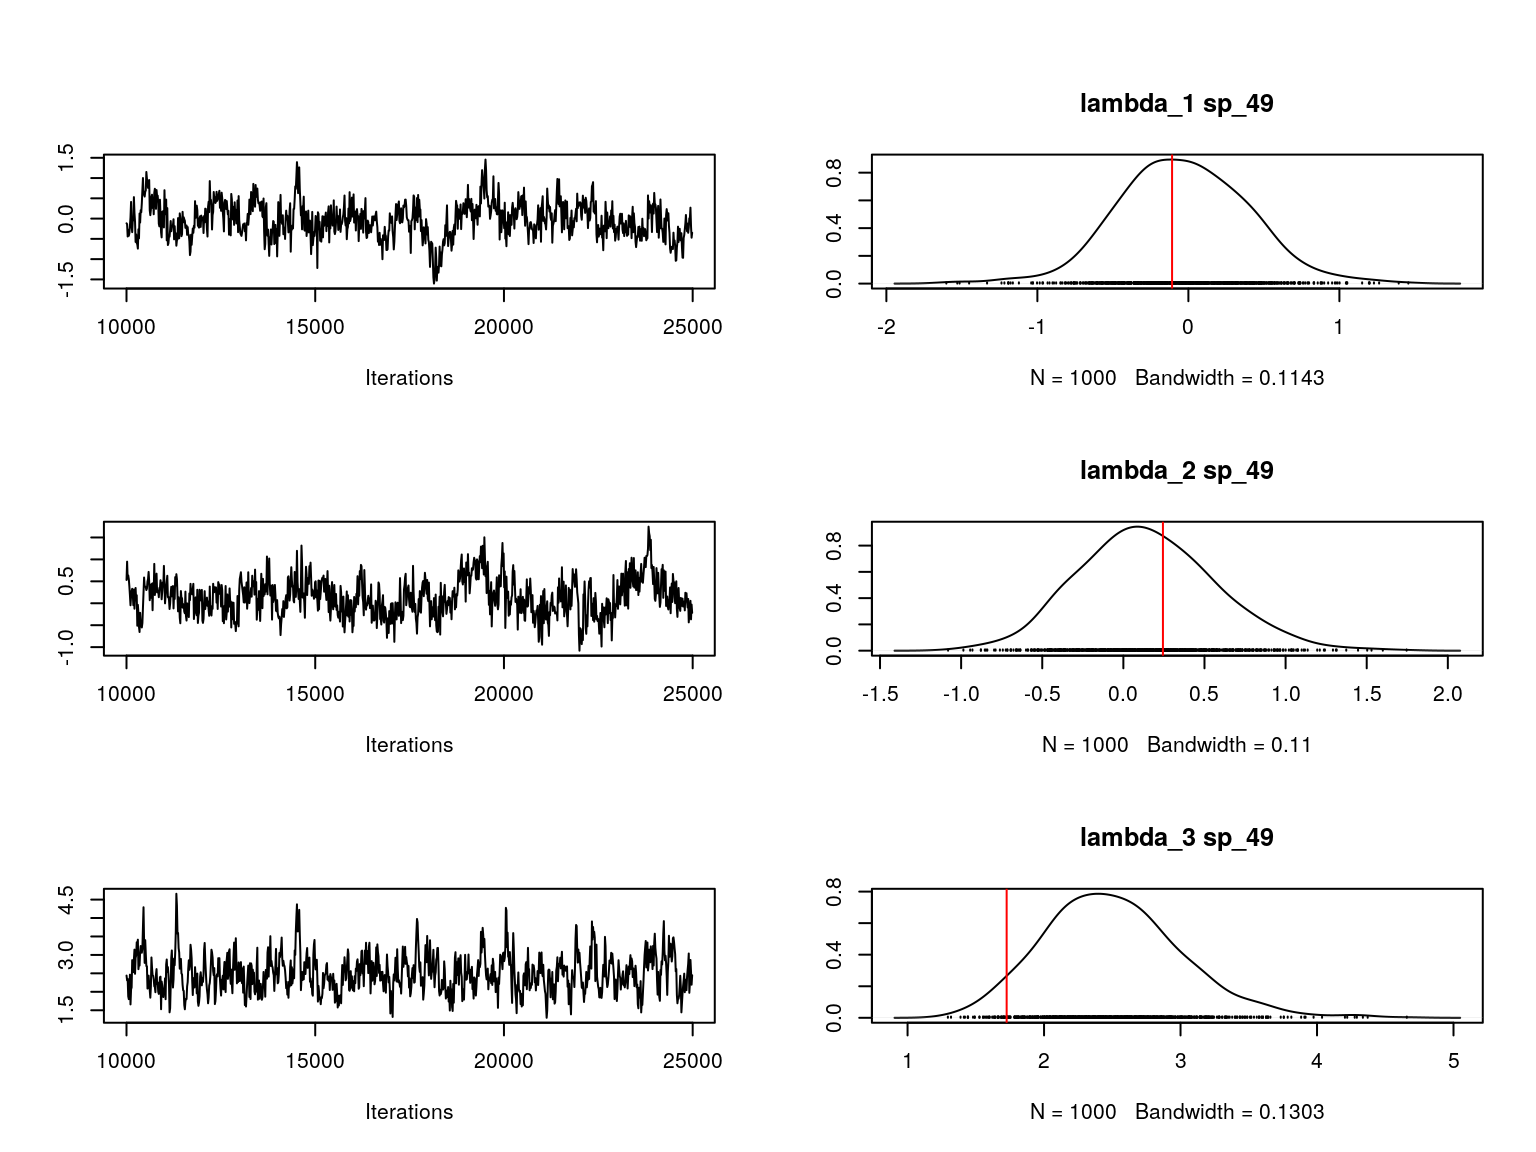 lambda_1 sp_49
-1.5 0.0 1.5
10000 15000 20000 25000
Iterations
0.0 0.4 0.8
-2 -1 0 1
N = 1000 Bandwidth = 0.1143
lambda_2 sp_49
-1.0 0.5
10000 15000 20000 25000
Iterations
0.0 0.4 0.8
-1.5 -1.0 -0.5 0.0 0.5 1.0 1.5 2.0
N = 1000 Bandwidth = 0.11
lambda_3 sp_49
1.5 3.0 4.5
10000 15000 20000 25000
Iterations
0.0 0.4 0.8
1 2 3 4 5
N = 1000 Bandwidth = 0.1303